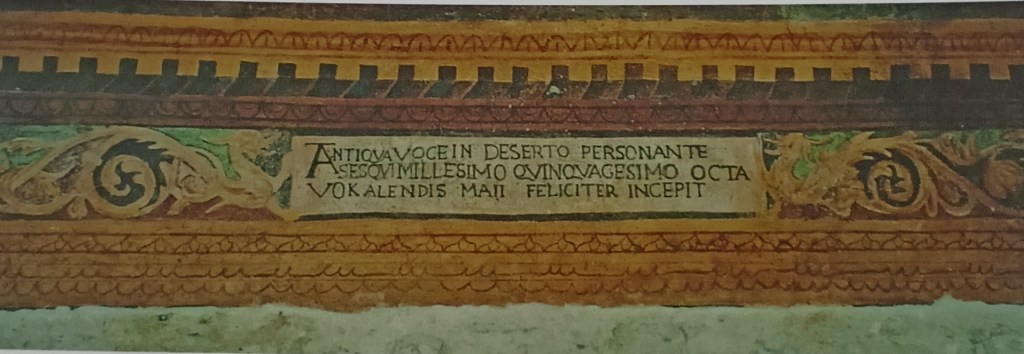 ANTIQVA VOCE IN DESERTO PERSONANTE
A SESQVIMILLESIMO QVINQVAGESIMO OCTA
VO KALENDIS MAII FELICITER INCEPIT